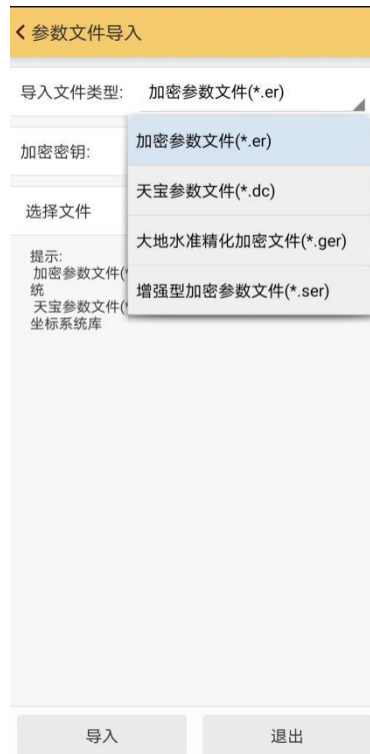 参数文件导入
导入文件类型: 加密参数文件(*.er)
加密密钥:
加密参数文件(*.er)
天宝参数文件(*.dc)
大地水准精化加密文件(*.ger)
增强型加密参数文件(*.ser)
选择文件
提示:
加密参数文件(*
统
天宝参数文件(*
坐标系统库
导入 退出